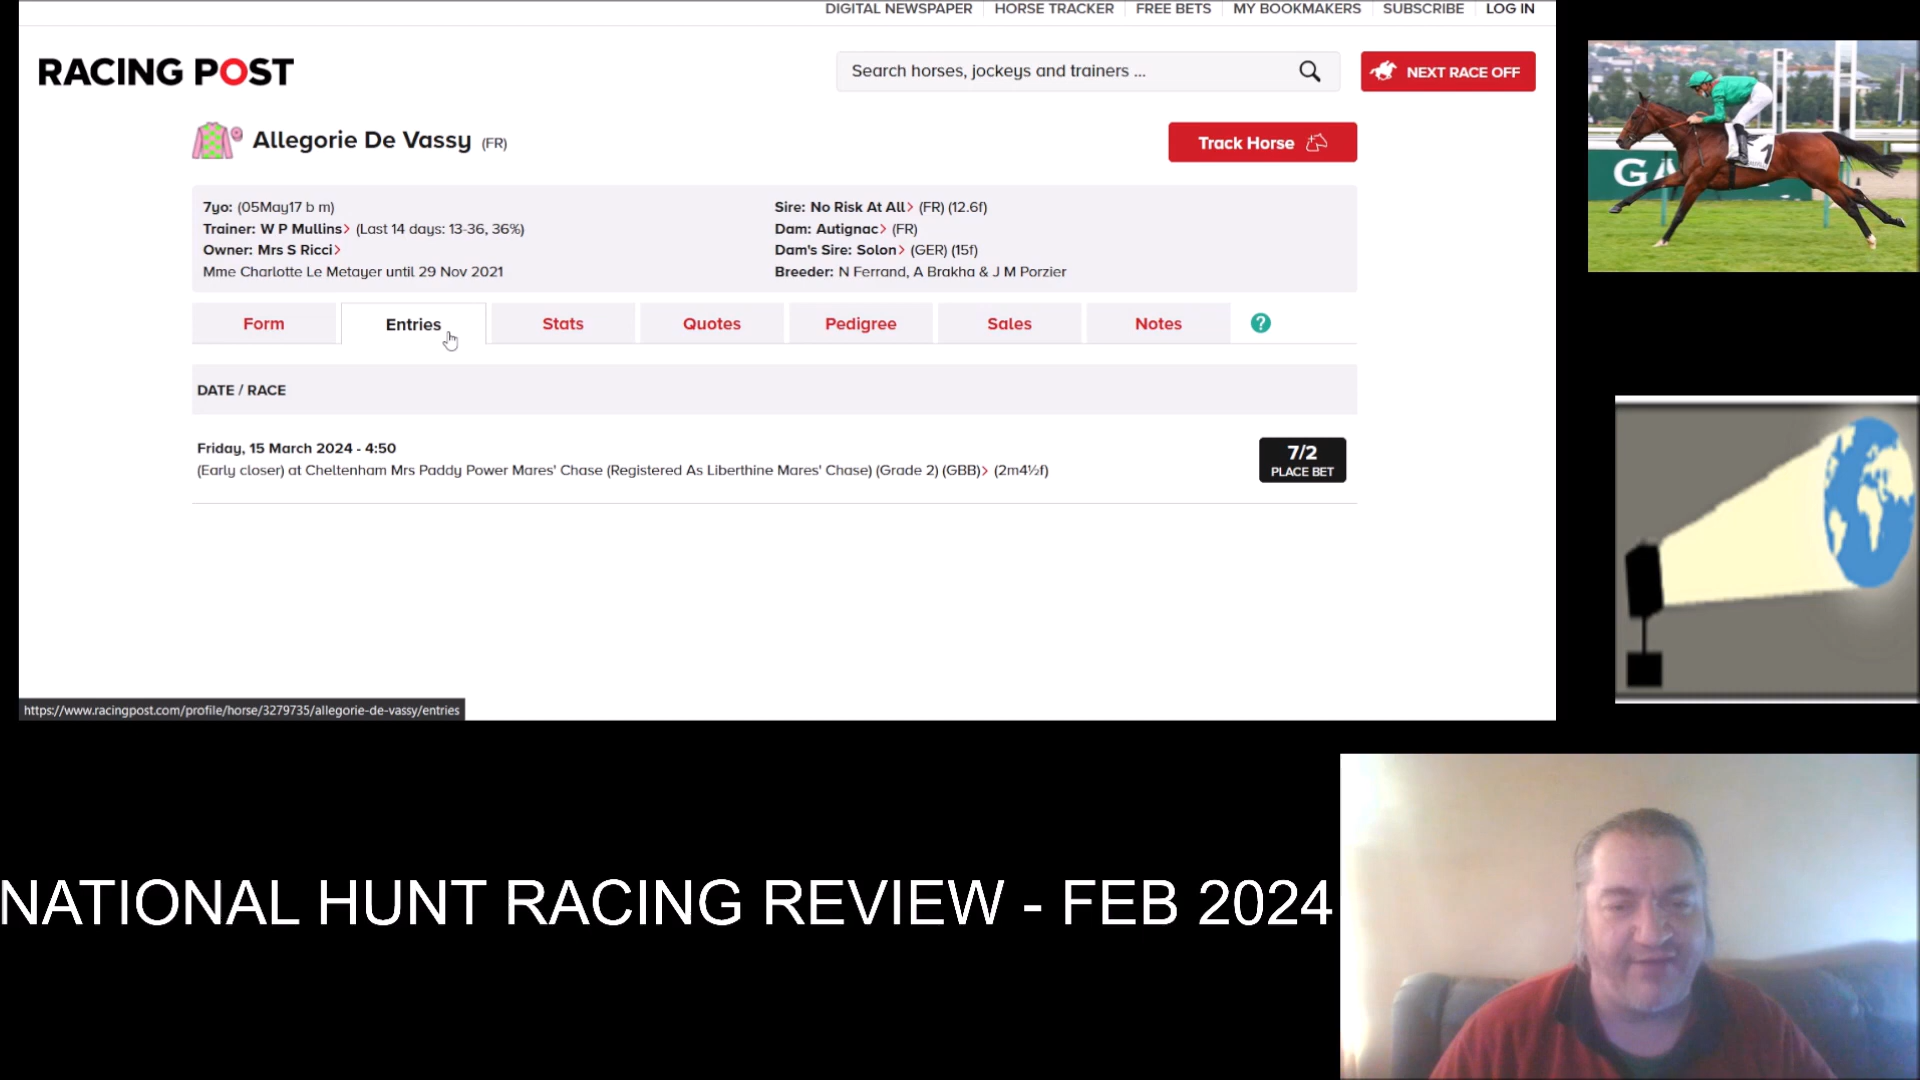 DIGITAL NEWSPAPER HORSE TRACKER FREE BETS MY BOOKMAKERS SUBSCRIBE LOG IN
RACING POST
Search horses, jockeys and trainers ...
NEXT RACE OFF
Allegorie De Vassy (FR)
Track Horse
7yo: (05May17 b m)
Trainer: W P Mullins> (Last 14 days: 13-36, 36%)
Owner: Mrs S Ricci>
Mme Charlotte Le Metayer until 29 Nov 2021
Sire: No Risk At All> (FR) (12.6f)
Dam: Autignac> (FR)
Dam's Sire: Solon> (GER) (15f)
Breeder: N Ferrand, A Brakha & J M Porzier
Form Entries Stats Quotes Pedigree Sales Notes ?
DATE / RACE
Friday, 15 March 2024 - 4:50
(Early closer) at Cheltenham Mrs Paddy Power Mares' Chase (Registered As Liberthine Mares' Chase) (Grade 2) (GBB)> (2m4½f)
7/2
PLACE BET
https://www.racingpost.com/profile/horse/3279735/allegorie-de-vassy/entries
1
NATIONAL HUNT RACING REVIEW - FEB 2024